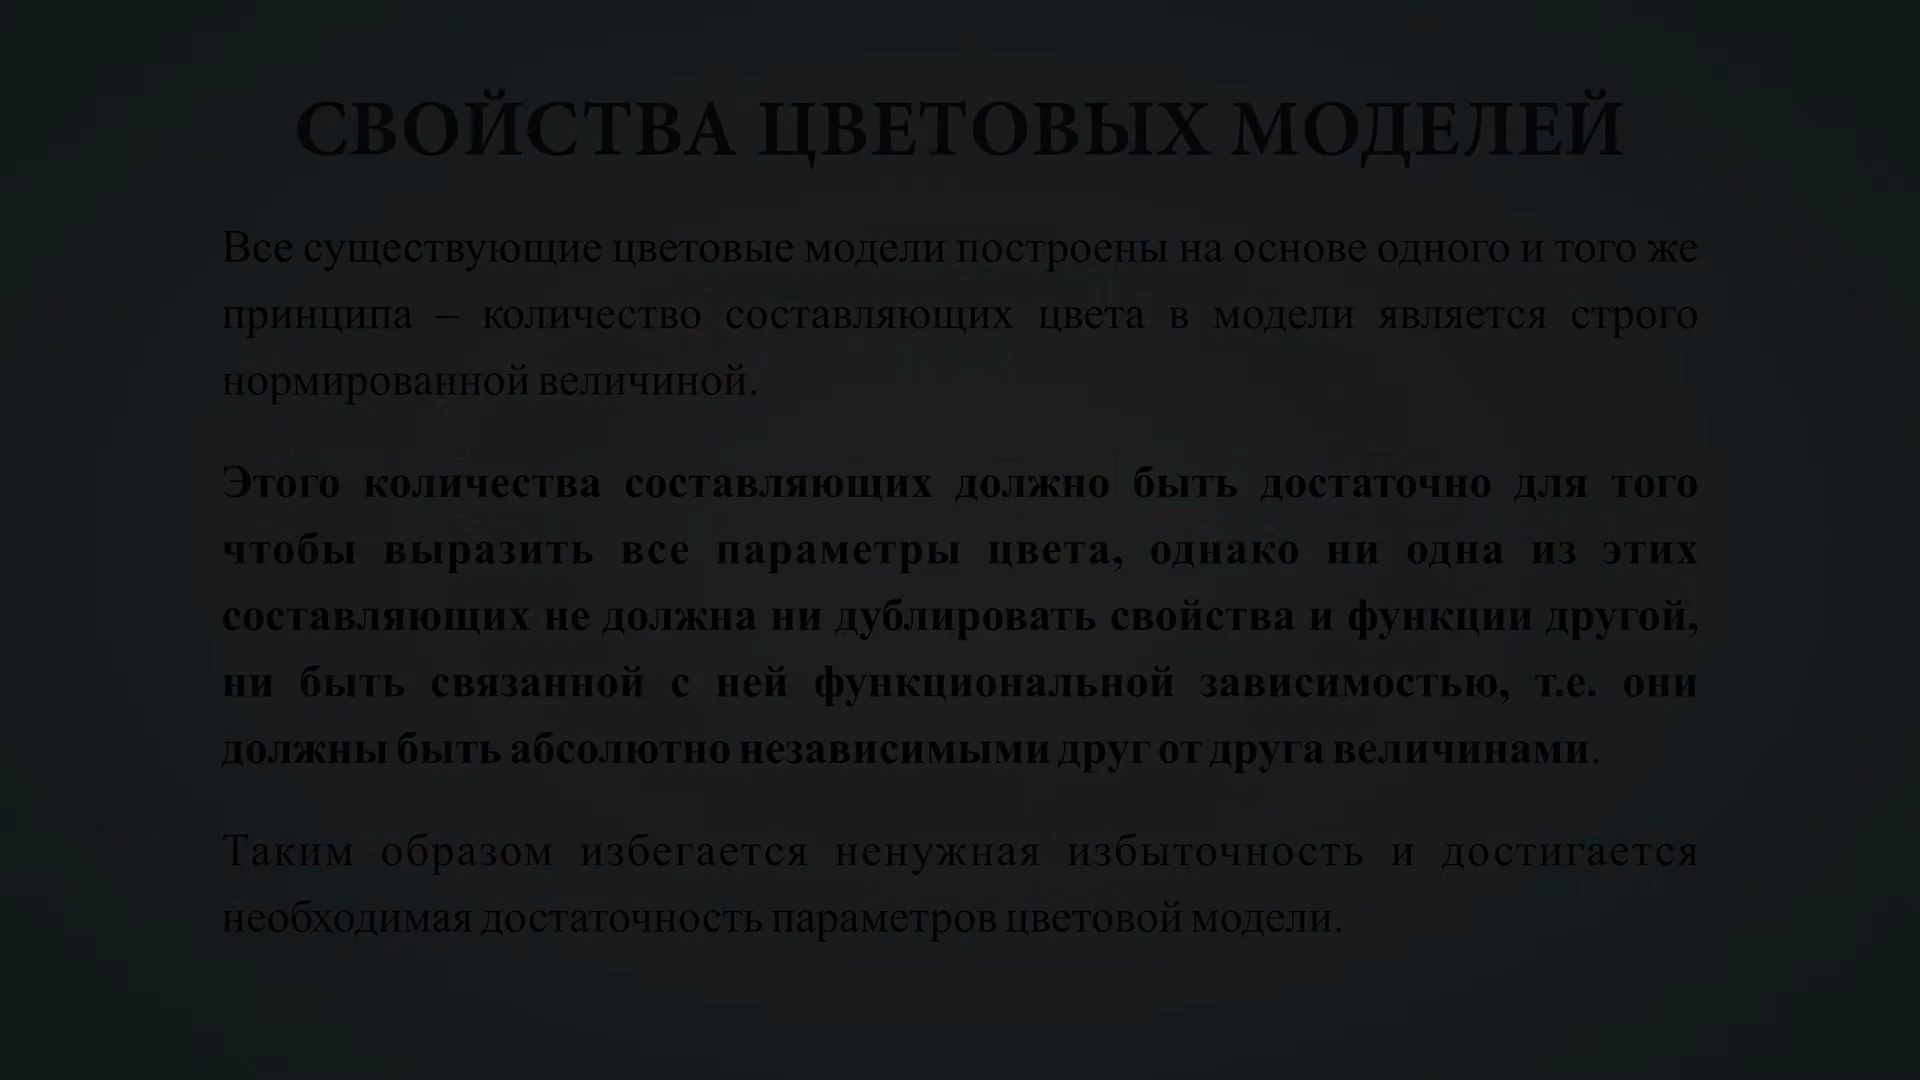 СВОЙСТВА ЦВЕТОВЫХ МОДЕЛЕЙ
Все существующие цветовые модели построены на основе одного и того же
принципа – количество составляющих цвета в модели является строго
нормированной величиной.
Этого количества составляющих должно быть достаточно для того
чтобы выразить все параметры цвета, однако ни одна из этих
составляющих не должна ни дублировать свойства и функции другой,
ни быть связанной с ней функциональной зависимостью, т.е. они
должны быть абсолютно независимыми друг от друга величинами.
Таким образом избегается ненужная избыточность и достигается
необходимая достаточность параметров цветовой модели.